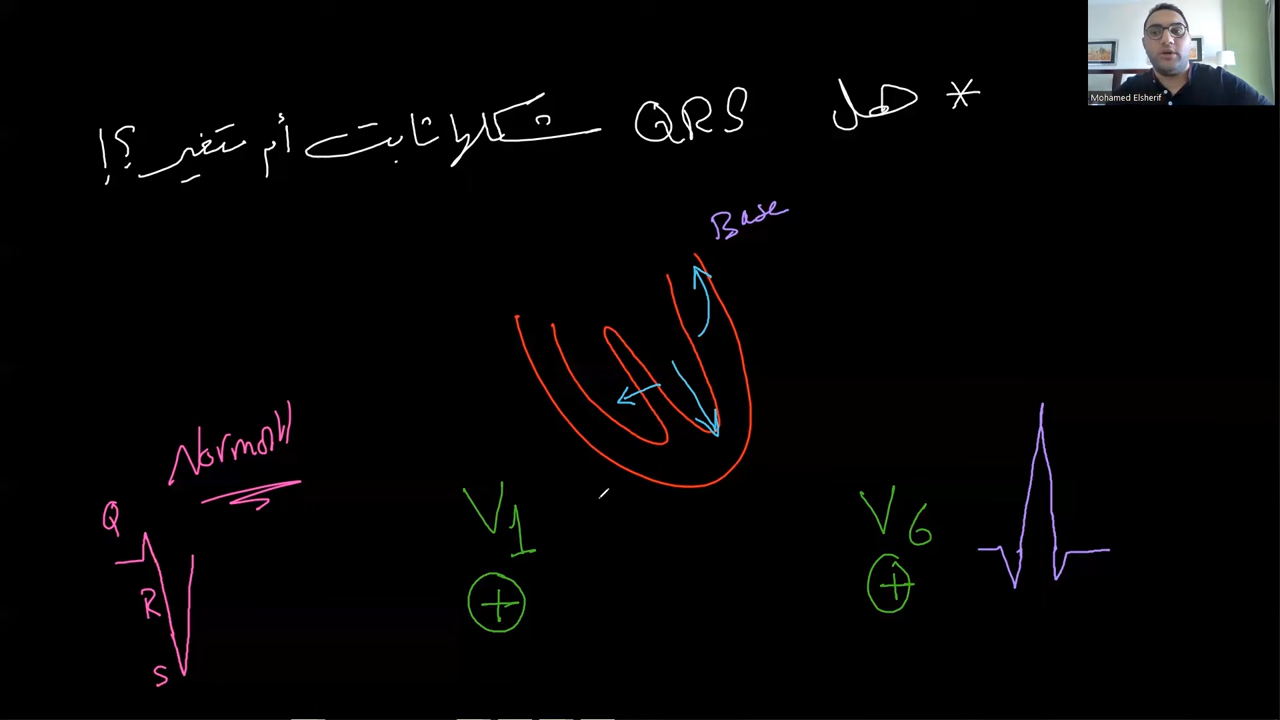 * هل QRS شكلها ثابت أم متغير ؟!
Mohamed Elsherif
Base
Normal
Q
R
S
V1
+
V6
+